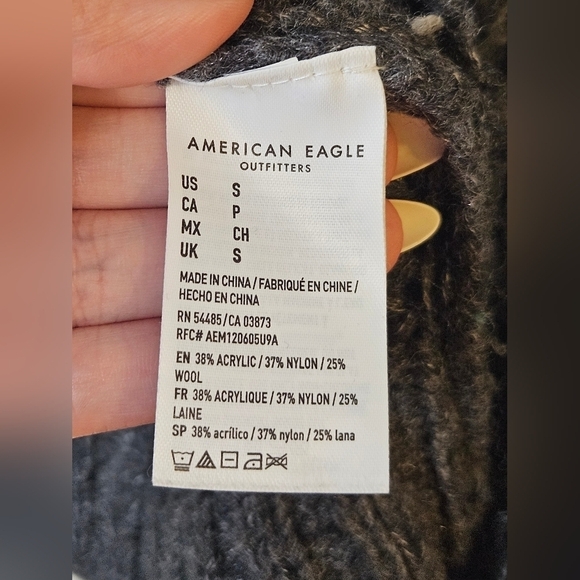 AMERICAN EAGLE
OUTFITTERS
US S
CA P
MX CH
UK S
MADE IN CHINA / FABRIQUÉ EN CHINE /
HECHO EN CHINA
RN 54485 / CA 03873
RFC# AEM120605U9A
EN 38% ACRYLIC / 37% NYLON / 25%
WOOL
FR 38% ACRYLIQUE / 37% NYLON / 25%
LAINE
SP 38% acrílico / 37% nylon / 25% lana